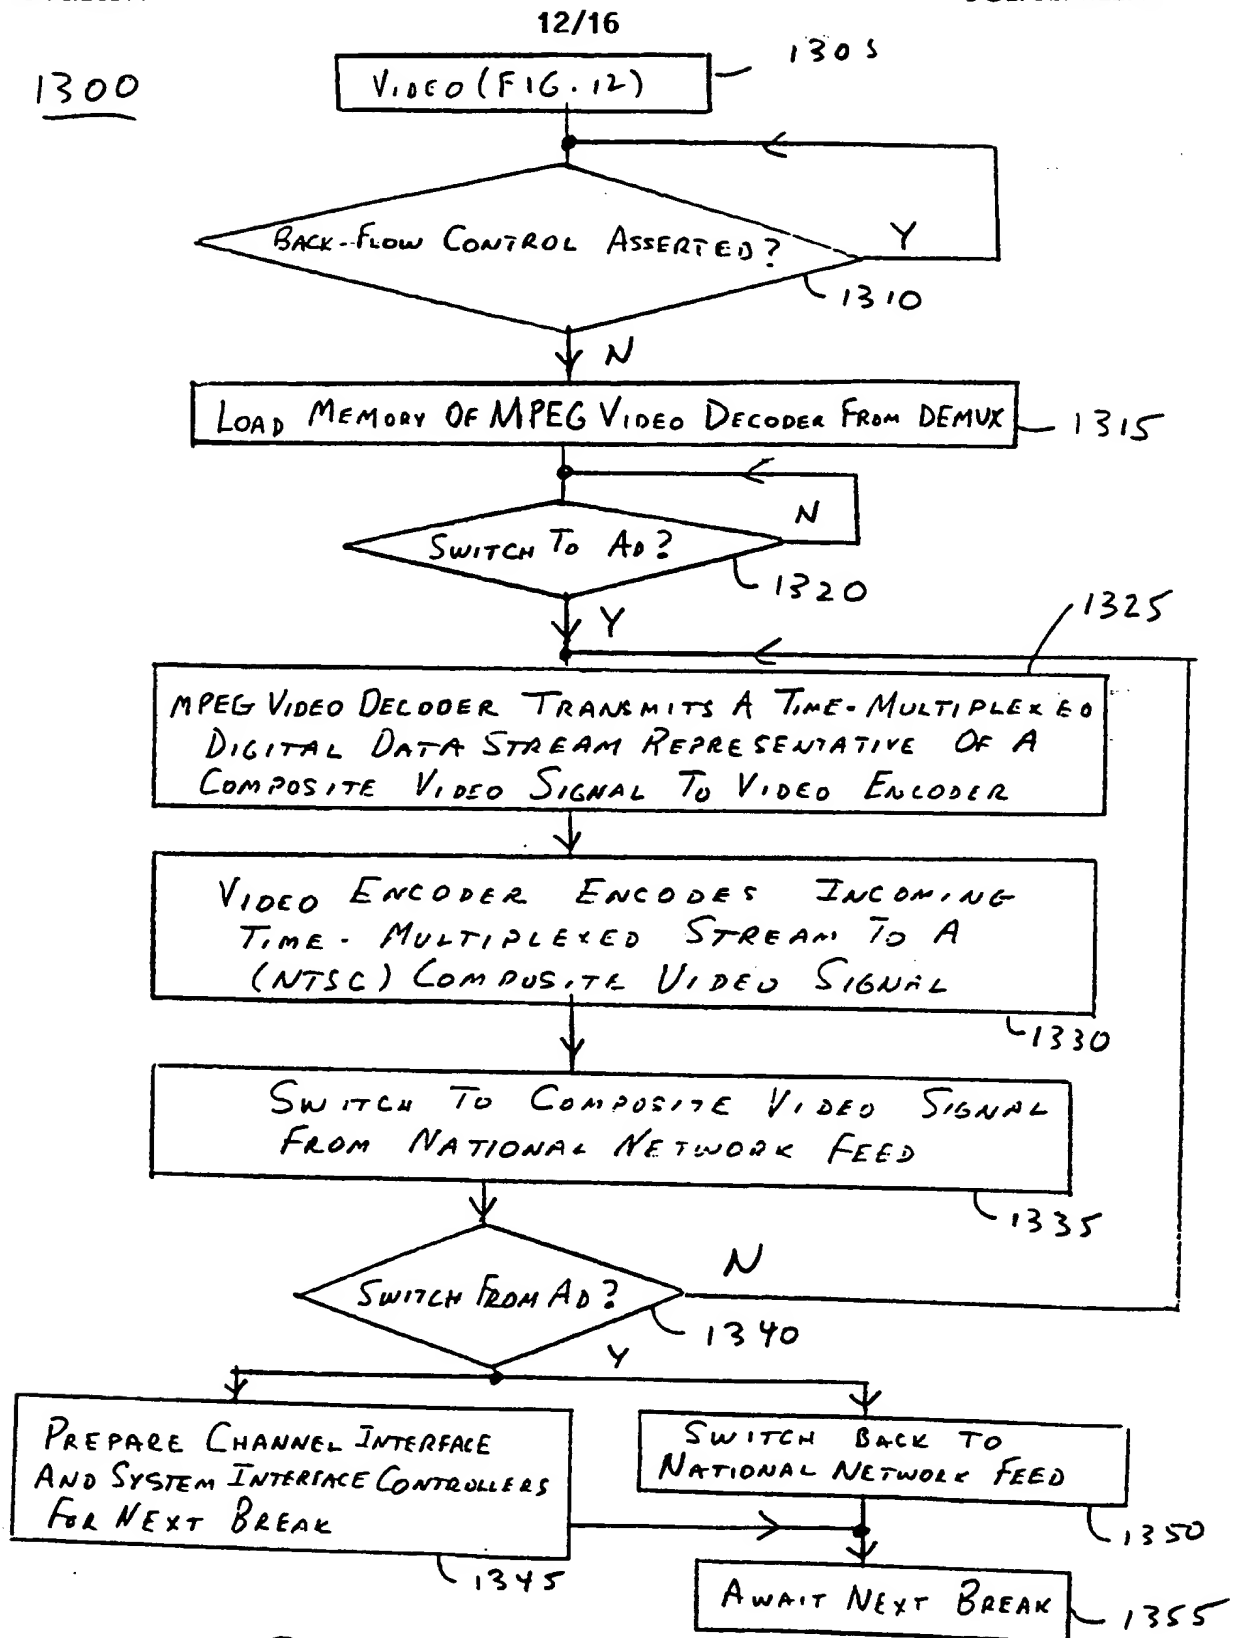 12/16
1300
VIDEO (FIG. 12)
1305
BACK-FLOW CONTROL ASSERTED?
Y
1310
N
LOAD MEMORY OF MPEG VIDEO DECODER FROM DEMUX
1315
N
SWITCH TO AD?
1320
Y
1325
MPEG VIDEO DECODER TRANSMITS A TIME-MULTIPLEXED
DIGITAL DATA STREAM REPRESENTATIVE OF A
COMPOSITE VIDEO SIGNAL TO VIDEO ENCODER
VIDEO ENCODER ENCODES INCOMING
TIME-MULTIPLEXED STREAM TO A
(NTSC) COMPOSITE VIDEO SIGNAL
1330
SWITCH TO COMPOSITE VIDEO SIGNAL
FROM NATIONAL NETWORK FEED
1335
SWITCH FROM AD?
N
1340
Y
PREPARE CHANNEL INTERFACE
AND SYSTEM INTERFACE CONTROLLERS
FOR NEXT BREAK
1345
SWITCH BACK TO
NATIONAL NETWORK FEED
1350
AWAIT NEXT BREAK
1355